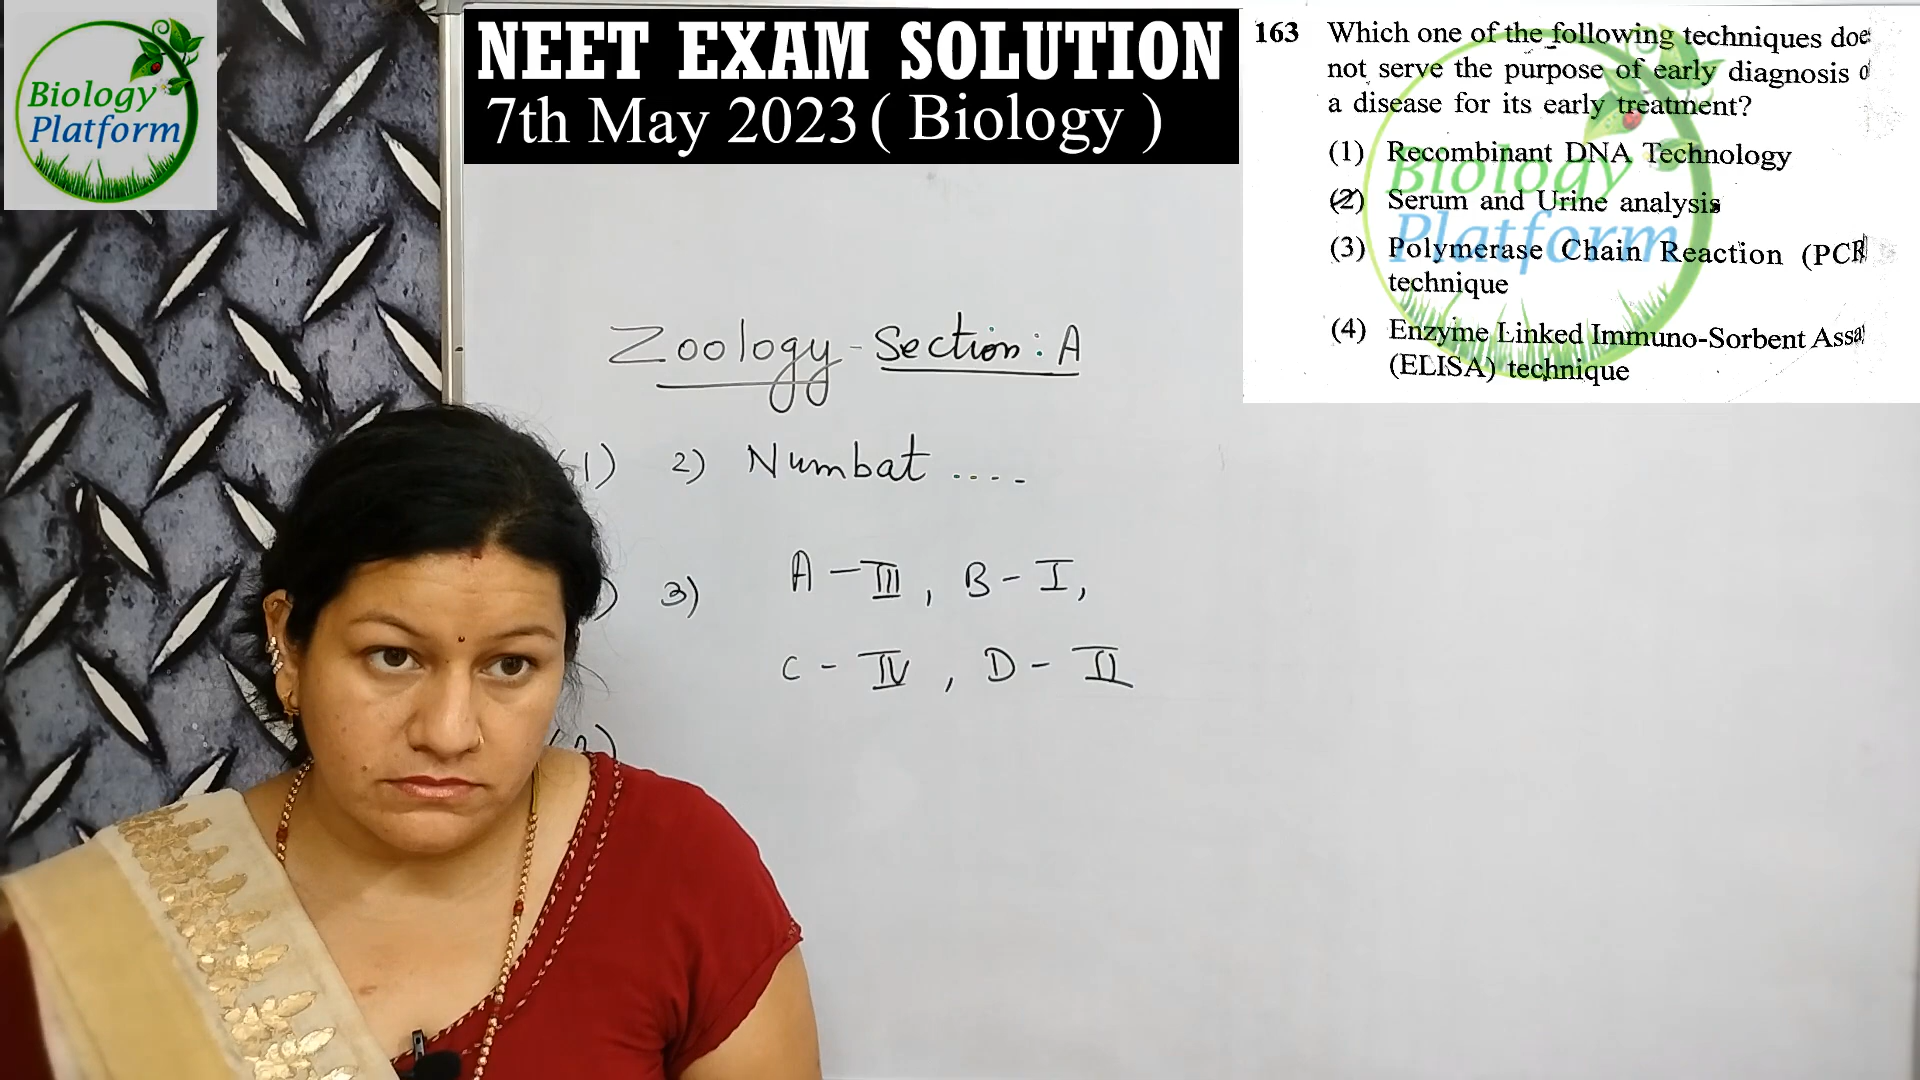 Biology
Platform
NEET EXAM SOLUTION
7th May 2023 ( Biology )
163 Which one of the following techniques doe
not serve the purpose of early diagnosis o
a disease for its early treatment?
(1) Recombinant DNA Technology
(2) Serum and Urine analysis
(3) Polymerase Chain Reaction (PCR
technique
(4) Enzyme Linked Immuno-Sorbent Assa
(ELISA) technique
Biology
Platform
Zoology - Section : A
1) 2) Numbat ....
) 3) A - III , B - I,
C - IV , D - II